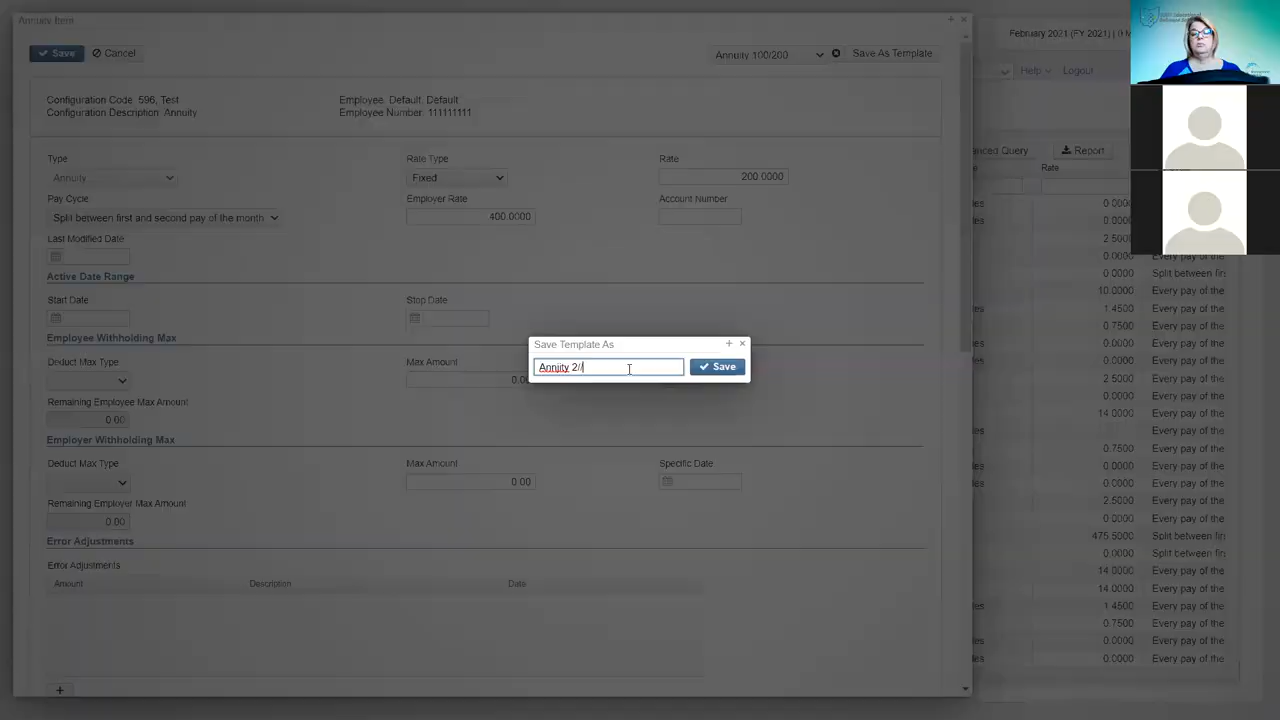 Annuity Item
Save
Cancel
Annuity 100/200
Save As Template
Configuration Code 596, Test
Configuration Description Annuity
Employee. Default, Default
Employee Number 111111111
Type
Annuity
Rate Type
Fixed
Rate
200.0000
Pay Cycle
Split between first and second pay of the month
Employer Rate
400.0000
Account Number
Last Modified Date
Active Date Range
Start Date
Stop Date
Employee Withholding Max
Deduct Max Type
Max Amount
0.00
Remaining Employee Max Amount
0.00
Employer Withholding Max
Deduct Max Type
Max Amount
0.00
Specific Date
Remaining Employer Max Amount
0.00
Error Adjustments
Error Adjustments
Amount
Description
Date
Save Template As
Annjity 2//
Save
February 2021 (FY 2021) | 0 M
Help
Logout
anced Query
Report
Rate
0.000
0.000
2.500
0.0000 Every pay of the
0.0000 Split between fir
10.0000 Every pay of the
1.4500 Every pay of the
0.7500 Every pay of the
0.0000 Every pay of the
2.5000 Every pay of the
0.0000 Every pay of the
14.0000 Every pay of the
Every pay of the
0.7500 Every pay of the
0.0000 Every pay of the
0.0000 Every pay of the
2.5000 Every pay of the
0.0000 Every pay of the
475.5000 Split between fir
0.0000 Split between fir
14.0000 Every pay of the
14.0000 Every pay of the
1.4500 Every pay of the
0.7500 Every pay of the
0.0000 Every pay of the
0.0000 Every pay of the